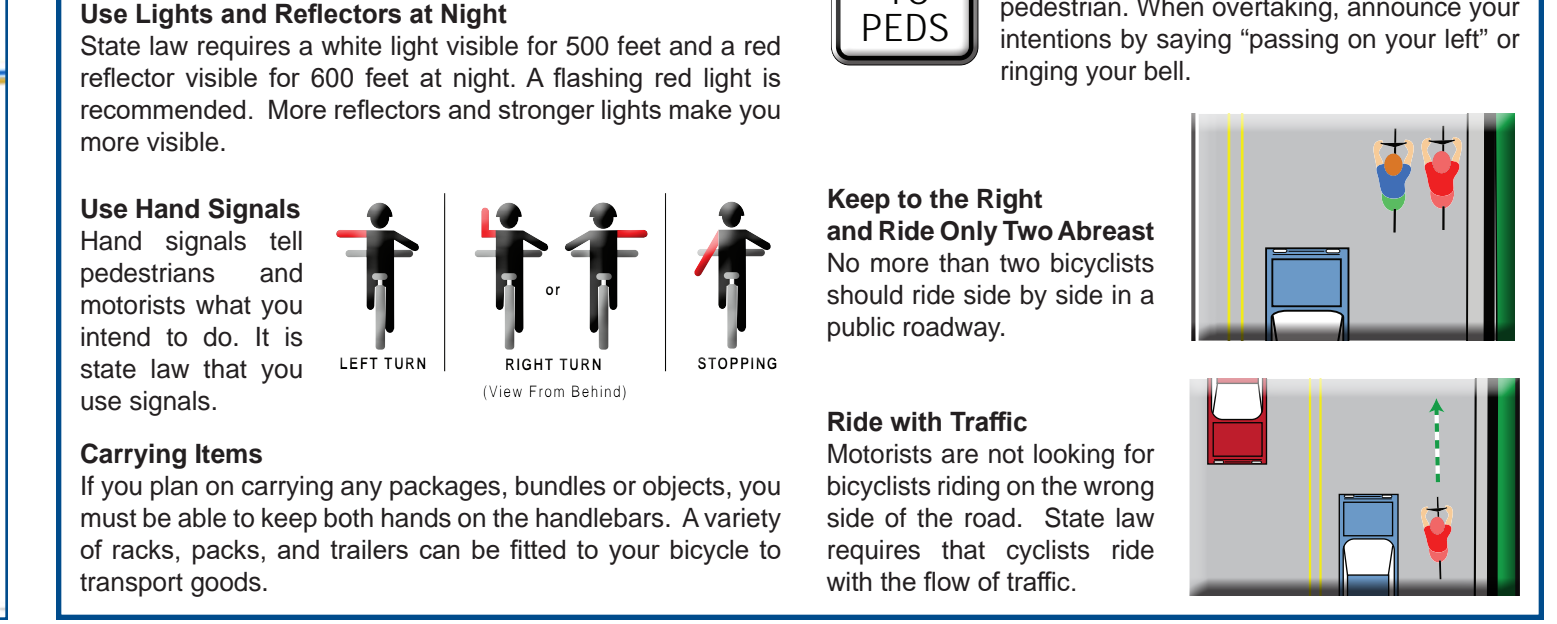 Use Lights and Reflectors at Night
State law requires a white light visible for 500 feet and a red
reflector visible for 600 feet at night. A flashing red light is
recommended. More reflectors and stronger lights make you
more visible.
Use Hand Signals
Hand signals tell
pedestrians and
motorists what you
intend to do. It is
state law that you
use signals.
LEFT TURN
or
RIGHT TURN
(View From Behind)
STOPPING
Carrying Items
If you plan on carrying any packages, bundles or objects, you
must be able to keep both hands on the handlebars. A variety
of racks, packs, and trailers can be fitted to your bicycle to
transport goods.
PEDS
pedestrian. When overtaking, announce your
intentions by saying “passing on your left” or
ringing your bell.
Keep to the Right
and Ride Only Two Abreast
No more than two bicyclists
should ride side by side in a
public roadway.
Ride with Traffic
Motorists are not looking for
bicyclists riding on the wrong
side of the road. State law
requires that cyclists ride
with the flow of traffic.